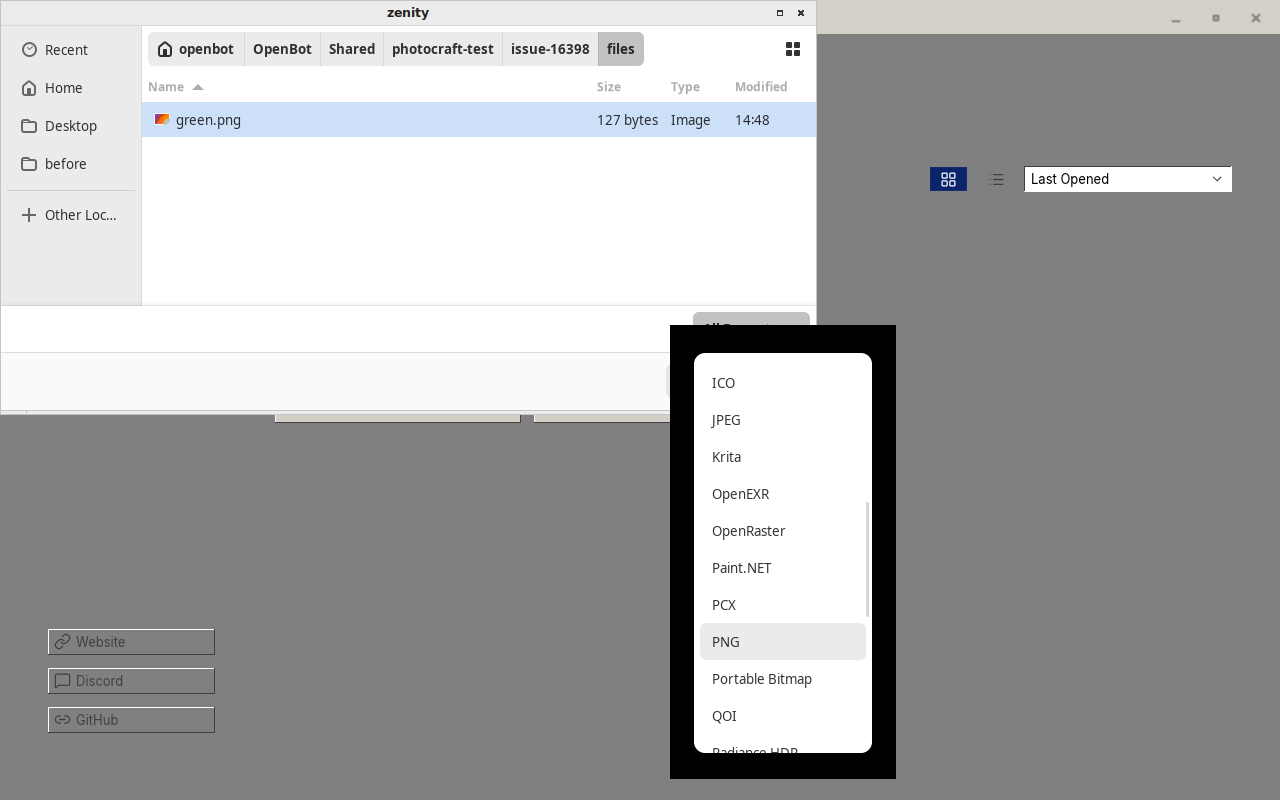 zenity
Recent
Home
Desktop
before
Other Loc...
openbot
OpenBot
Shared
photocraft-test
issue-16398
files
Name
Size
Type
Modified
green.png
127 bytes
Image
14:48
Last Opened
ICO
JPEG
Krita
OpenEXR
OpenRaster
Paint.NET
PCX
PNG
Portable Bitmap
QOI
Radiance HDR
Website
Discord
GitHub